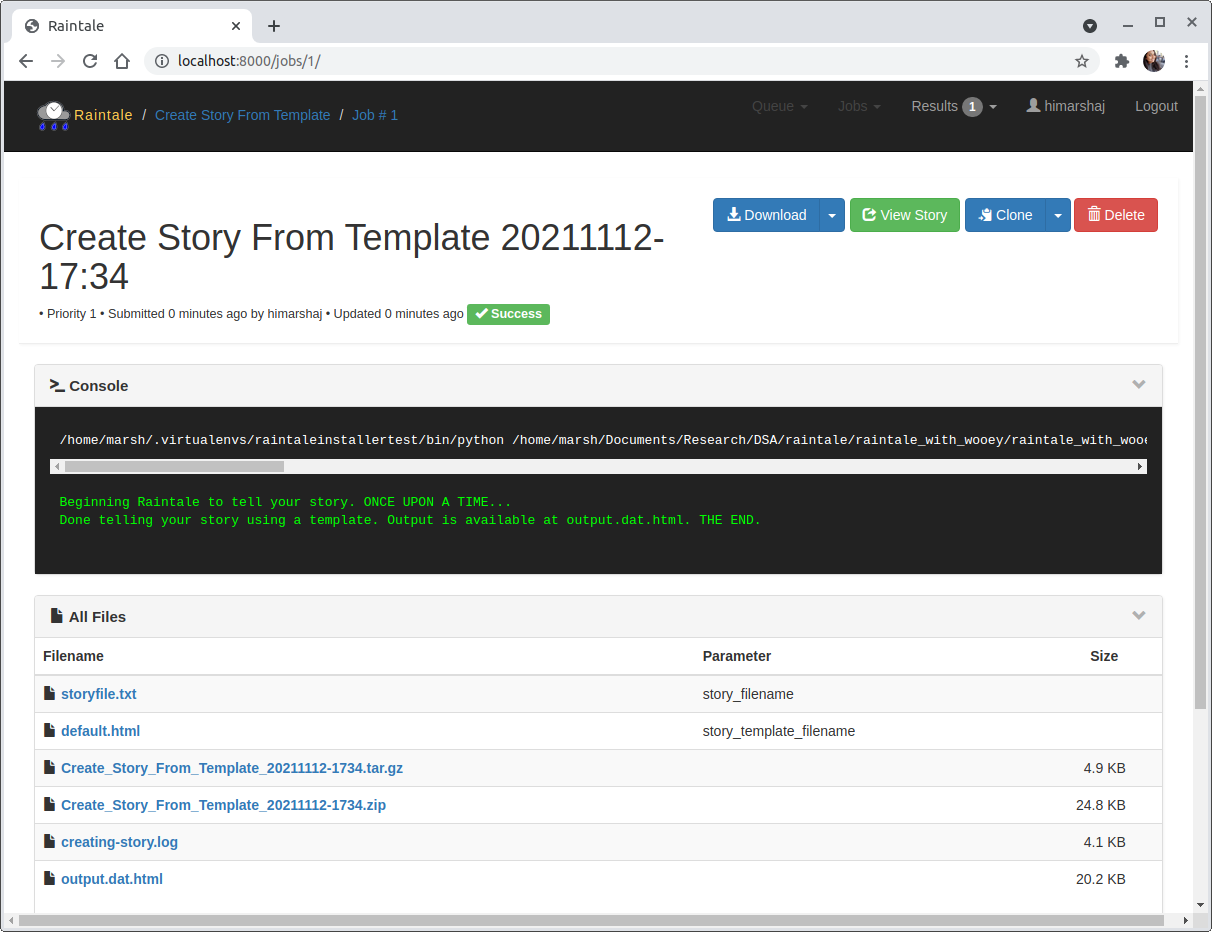 Raintale
localhost:8000/jobs/1/
Raintale / Create Story From Template / Job # 1
Queue Jobs Results 1 himarshaj Logout
Download View Story Clone Delete
Create Story From Template 20211112-
17:34
• Priority 1 • Submitted 0 minutes ago by himarshaj • Updated 0 minutes ago Success
Console
/home/marsh/.virtualenvs/raintaleinstallertest/bin/python /home/marsh/Documents/Research/DSA/raintale/raintale_with_wooey/raintale_with_wooe
Beginning Raintale to tell your story. ONCE UPON A TIME...
Done telling your story using a template. Output is available at output.dat.html. THE END.
All Files
Filename Parameter Size
storyfile.txt story_filename
default.html story_template_filename
Create_Story_From_Template_20211112-1734.tar.gz 4.9 KB
Create_Story_From_Template_20211112-1734.zip 24.8 KB
creating-story.log 4.1 KB
output.dat.html 20.2 KB